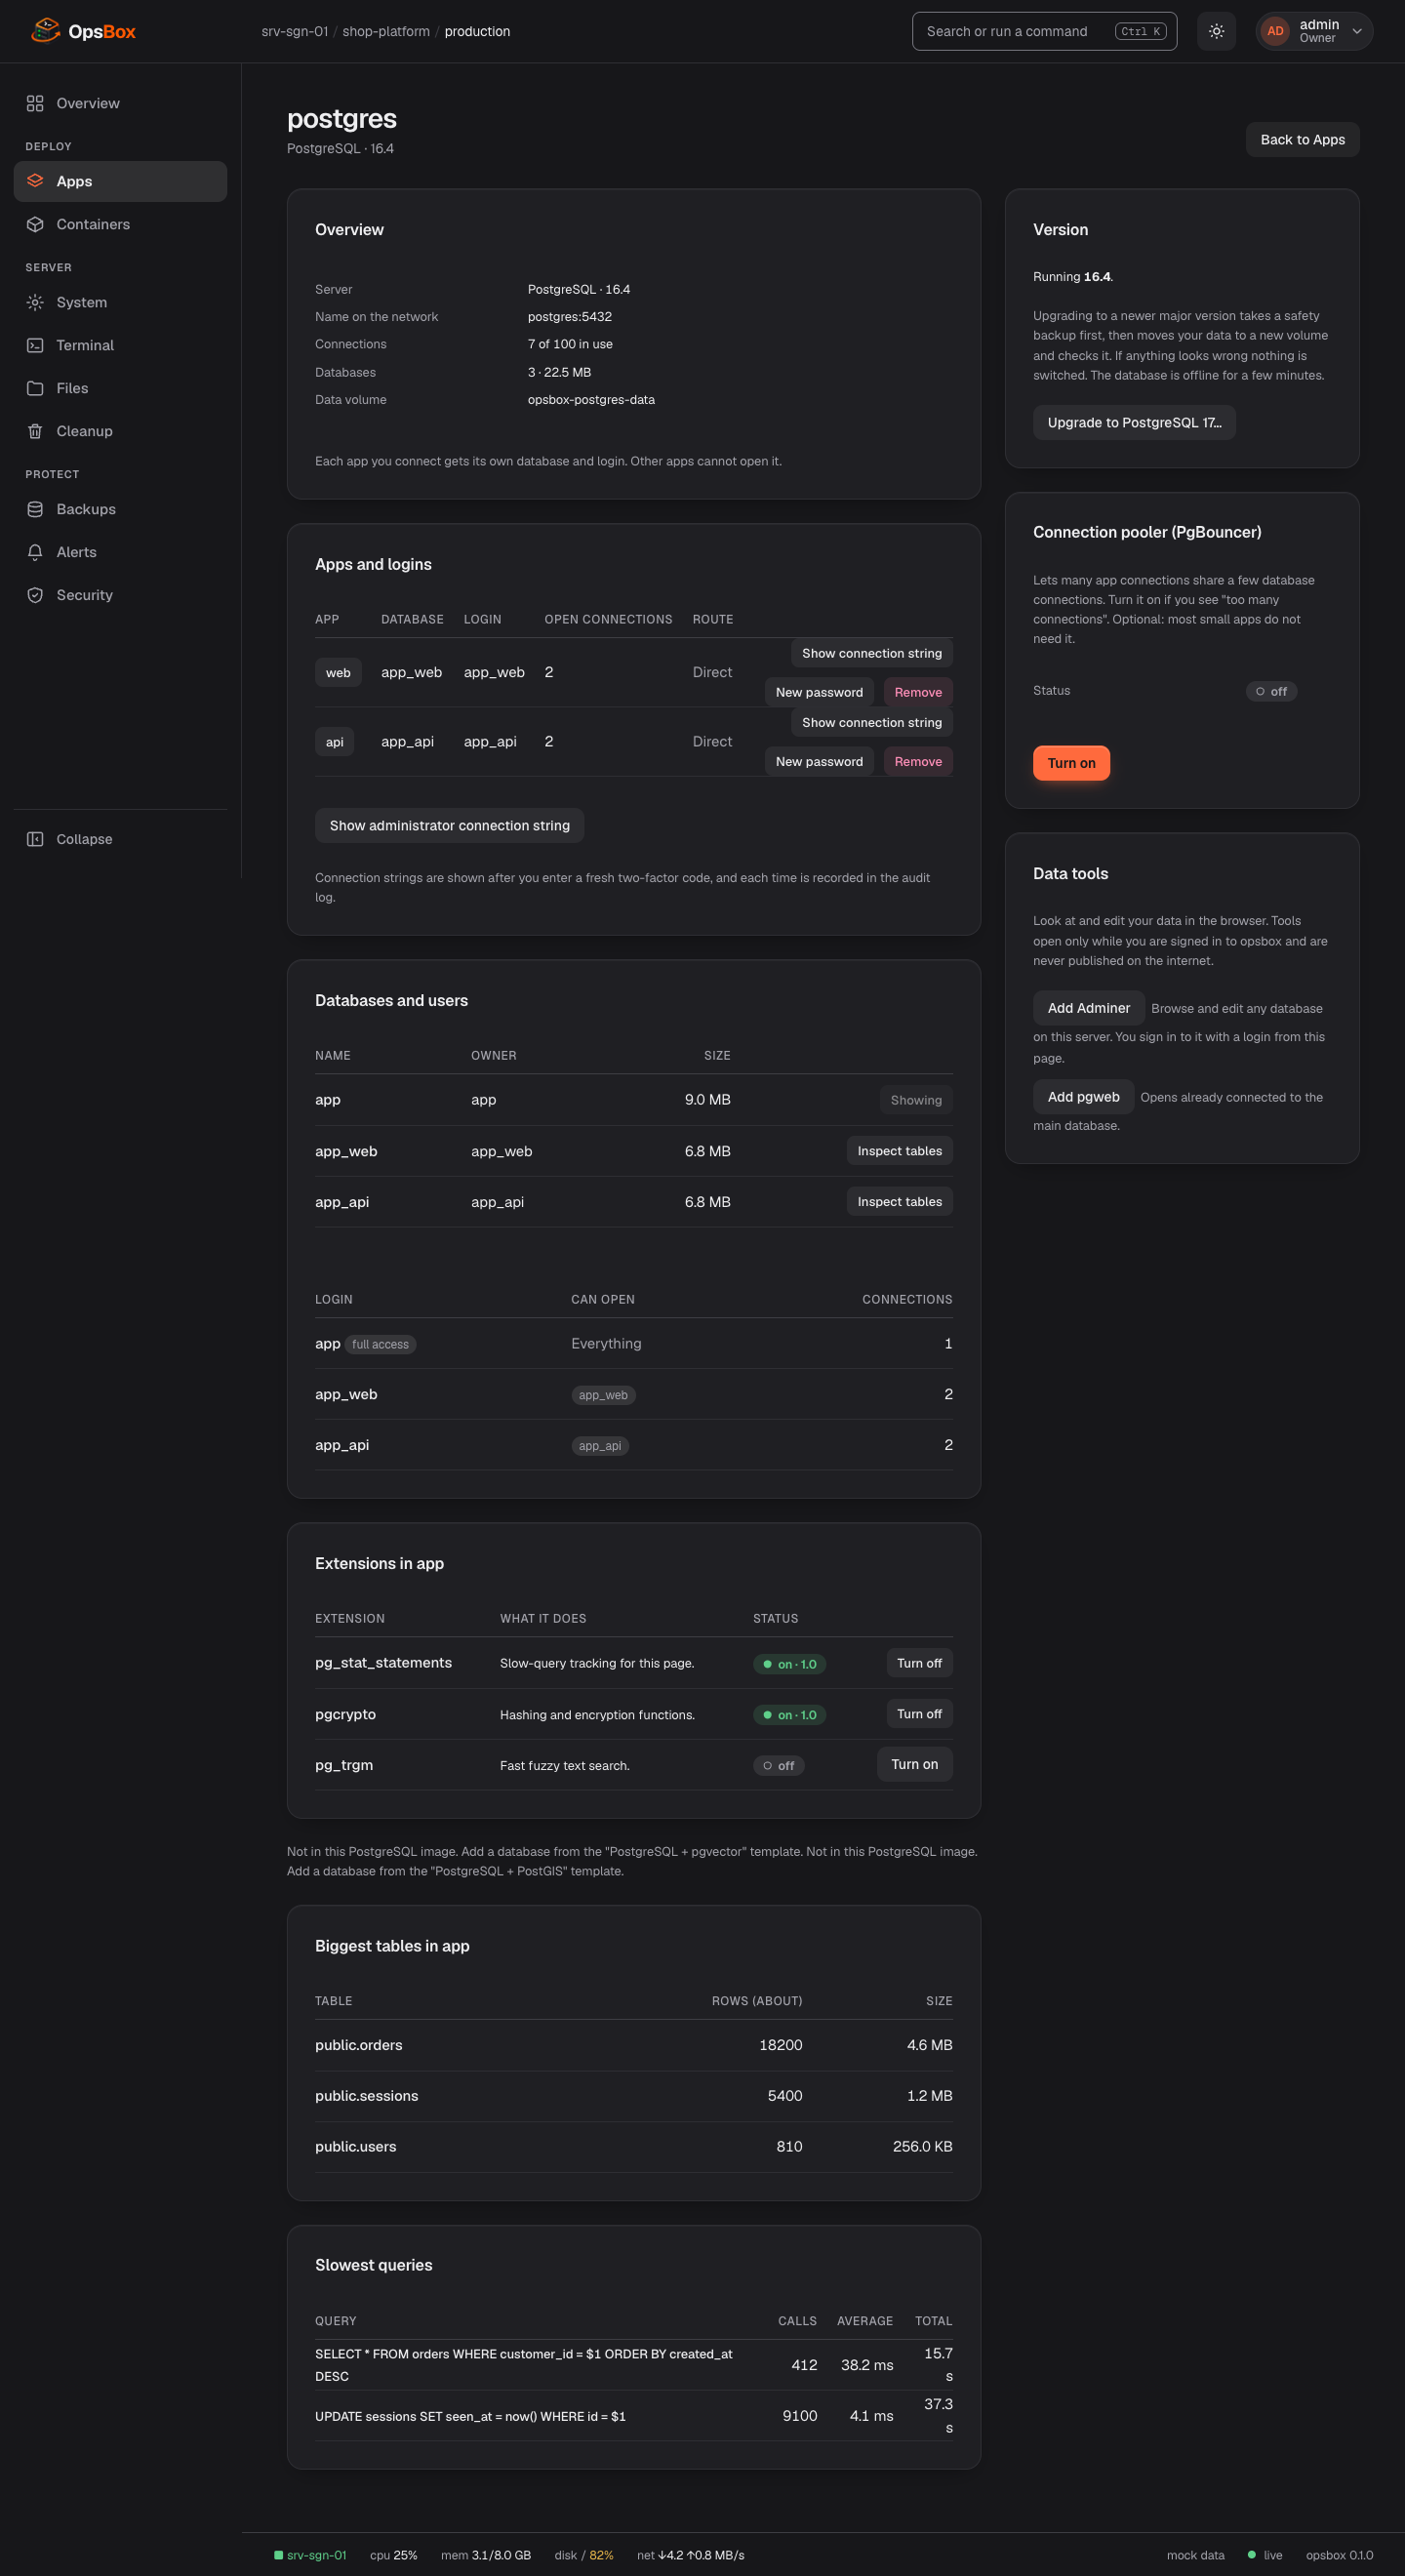 OpsBox
srv-sgn-01 / shop-platform / production
Search or run a command
Ctrl K
AD
admin
Owner
Overview
DEPLOY
Apps
Containers
SERVER
System
Terminal
Files
Cleanup
PROTECT
Backups
Alerts
Security
Collapse
postgres
PostgreSQL · 16.4
Back to Apps
Overview
Server PostgreSQL · 16.4
Name on the network postgres:5432
Connections 7 of 100 in use
Databases 3 · 22.5 MB
Data volume opsbox-postgres-data
Each app you connect gets its own database and login. Other apps cannot open it.
Apps and logins
APP DATABASE LOGIN OPEN CONNECTIONS ROUTE
Show connection string
web app_web app_web 2 Direct
New password Remove
Show connection string
api app_api app_api 2 Direct
New password Remove
Show administrator connection string
Connection strings are shown after you enter a fresh two-factor code, and each time is recorded in the audit
log.
Databases and users
NAME OWNER SIZE
app app 9.0 MB Showing
app_web app_web 6.8 MB Inspect tables
app_api app_api 6.8 MB Inspect tables
LOGIN CAN OPEN CONNECTIONS
app full access Everything 1
app_web app_web 2
app_api app_api 2
Extensions in app
EXTENSION WHAT IT DOES STATUS
pg_stat_statements Slow-query tracking for this page. on · 1.0 Turn off
pgcrypto Hashing and encryption functions. on · 1.0 Turn off
pg_trgm Fast fuzzy text search. off Turn on
Not in this PostgreSQL image. Add a database from the "PostgreSQL + pgvector" template. Not in this PostgreSQL image.
Add a database from the "PostgreSQL + PostGIS" template.
Biggest tables in app
TABLE ROWS (ABOUT) SIZE
public.orders 18200 4.6 MB
public.sessions 5400 1.2 MB
public.users 810 256.0 KB
Slowest queries
QUERY CALLS AVERAGE TOTAL
SELECT * FROM orders WHERE customer_id = $1 ORDER BY created_at
DESC
412 38.2 ms 15.7
s
UPDATE sessions SET seen_at = now() WHERE id = $1 9100 4.1 ms 37.3
s
Version
Running 16.4.
Upgrading to a newer major version takes a safety
backup first, then moves your data to a new volume
and checks it. If anything looks wrong nothing is
switched. The database is offline for a few minutes.
Upgrade to PostgreSQL 17…
Connection pooler (PgBouncer)
Lets many app connections share a few database
connections. Turn it on if you see "too many
connections". Optional: most small apps do not
need it.
Status off
Turn on
Data tools
Look at and edit your data in the browser. Tools
open only while you are signed in to opsbox and are
never published on the internet.
Add Adminer Browse and edit any database
on this server. You sign in to it with a login from this
page.
Add pgweb Opens already connected to the
main database.
srv-sgn-01 cpu 25% mem 3.1/8.0 GB disk / 82% net ↓4.2 ↑0.8 MB/s
mock data live opsbox 0.1.0